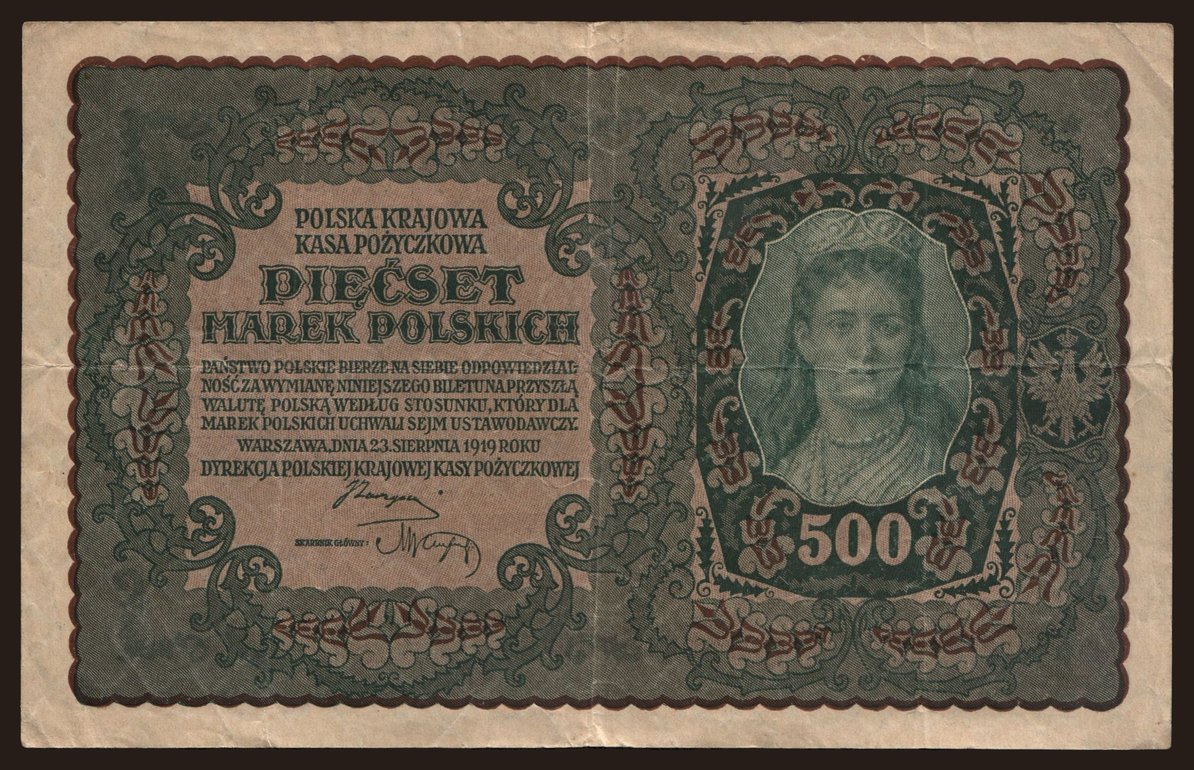 POLSKA KRAJOWA
KASA POŻYCZKOWA
PIĘĆSET
MAREK POLSKICH
PAŃSTWO POLSKIE BIERZE NA SIEBIE ODPOWIEDZIAL-
NOŚĆ ZA WYMIANĘ NINIEJSZEGO BILETU NA PRZYSZŁĄ
WALUTĘ POLSKĄ WEDŁUG STOSUNKU, KTÓRY DLA
MAREK POLSKICH UCHWALI SEJM USTAWODAWCZY.
WARSZAWA, DNIA 23. SIERPNIA 1919 ROKU
DYREKCJA POLSKIEJ KRAJOWEJ KASY POŻYCZKOWEJ
SKARBNIK GŁÓWNY:
500